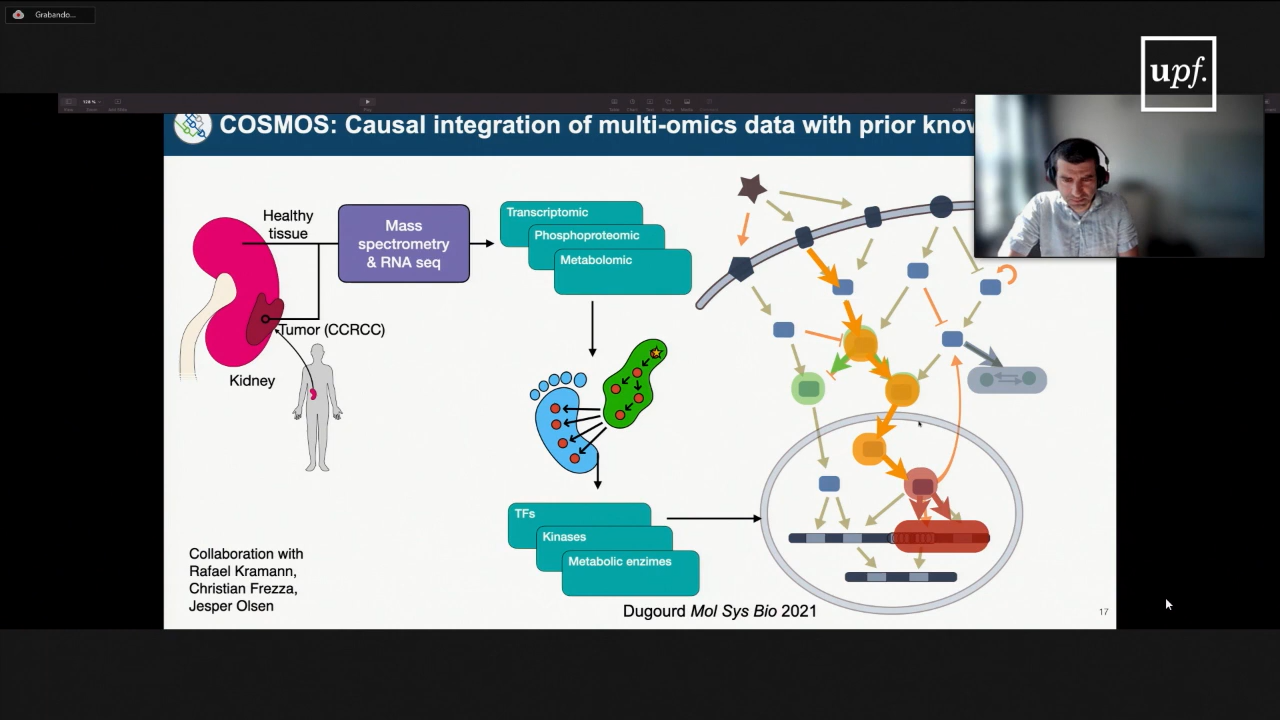 Grabando...
upf.
128 %
COSMOS: Causal integration of multi-omics data with prior know
Healthy
tissue
Mass
spectrometry
& RNA seq
Transcriptomic
Phosphoproteomic
Metabolomic
Tumor (CCRCC)
Kidney
TFs
Kinases
Metabolic enzimes
Collaboration with
Rafael Kramann,
Christian Frezza,
Jesper Olsen
Dugourd Mol Sys Bio 2021
17